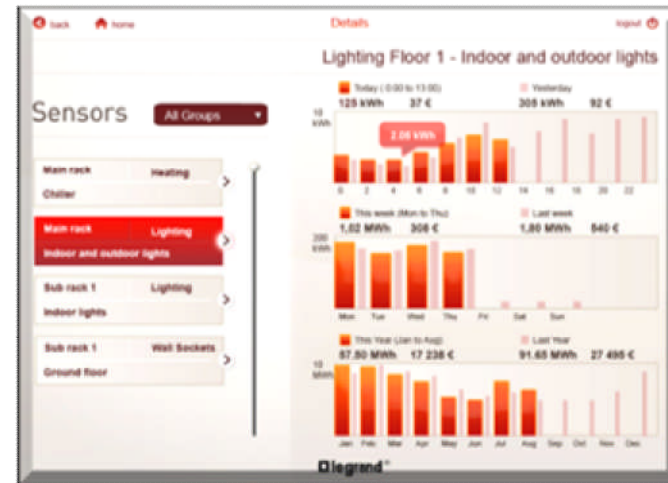 back home Details logout
Lighting Floor 1 - Indoor and outdoor lights
Sensors All Groups
Main rack Heating
Chiller
Main rack Lighting
Indoor and outdoor lights
Sub rack 1 Lighting
Indoor lights
Sub rack 1 Wall Sockets
Ground floor
Today ( 0:00 to 13:00) Yesterday
125 kWh 37 € 305 kWh 92 €
10
kWh
2.06 kWh
0 2 4 6 8 10 12 14 16 18 20 22
This week (Mon to Thu) Last week
1,02 MWh 306 € 1,80 MWh 540 €
200
kWh
Mon Tue Wed Thu Fri Sat Sun
This Year (Jan to Aug) Last Year
57,50 MWh 17 236 € 91.65 MWh 27 495 €
10
MWh
Jan Feb Mar Apr May Jun Jul Aug Sep Oct Nov Dec
legrand®